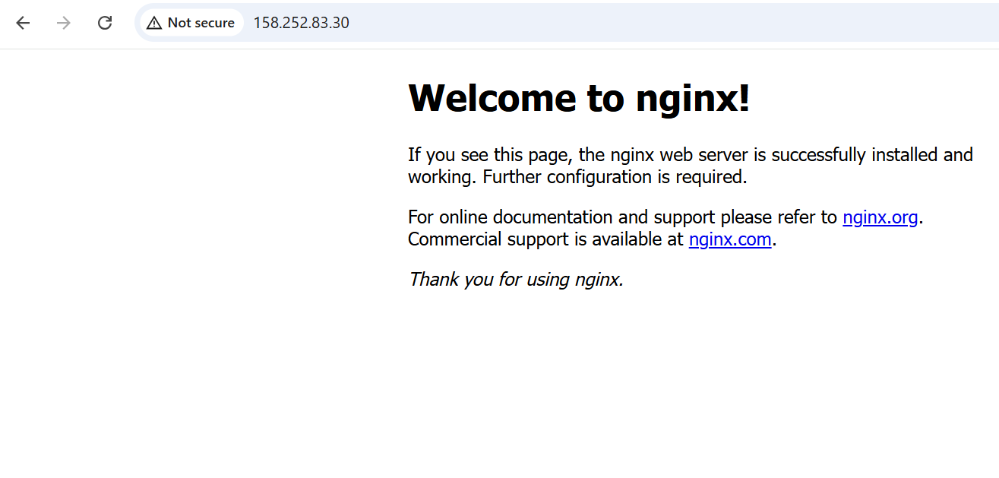 Not secure 158.252.83.30
Welcome to nginx!
If you see this page, the nginx web server is successfully installed and
working. Further configuration is required.
For online documentation and support please refer to nginx.org.
Commercial support is available at nginx.com.
Thank you for using nginx.